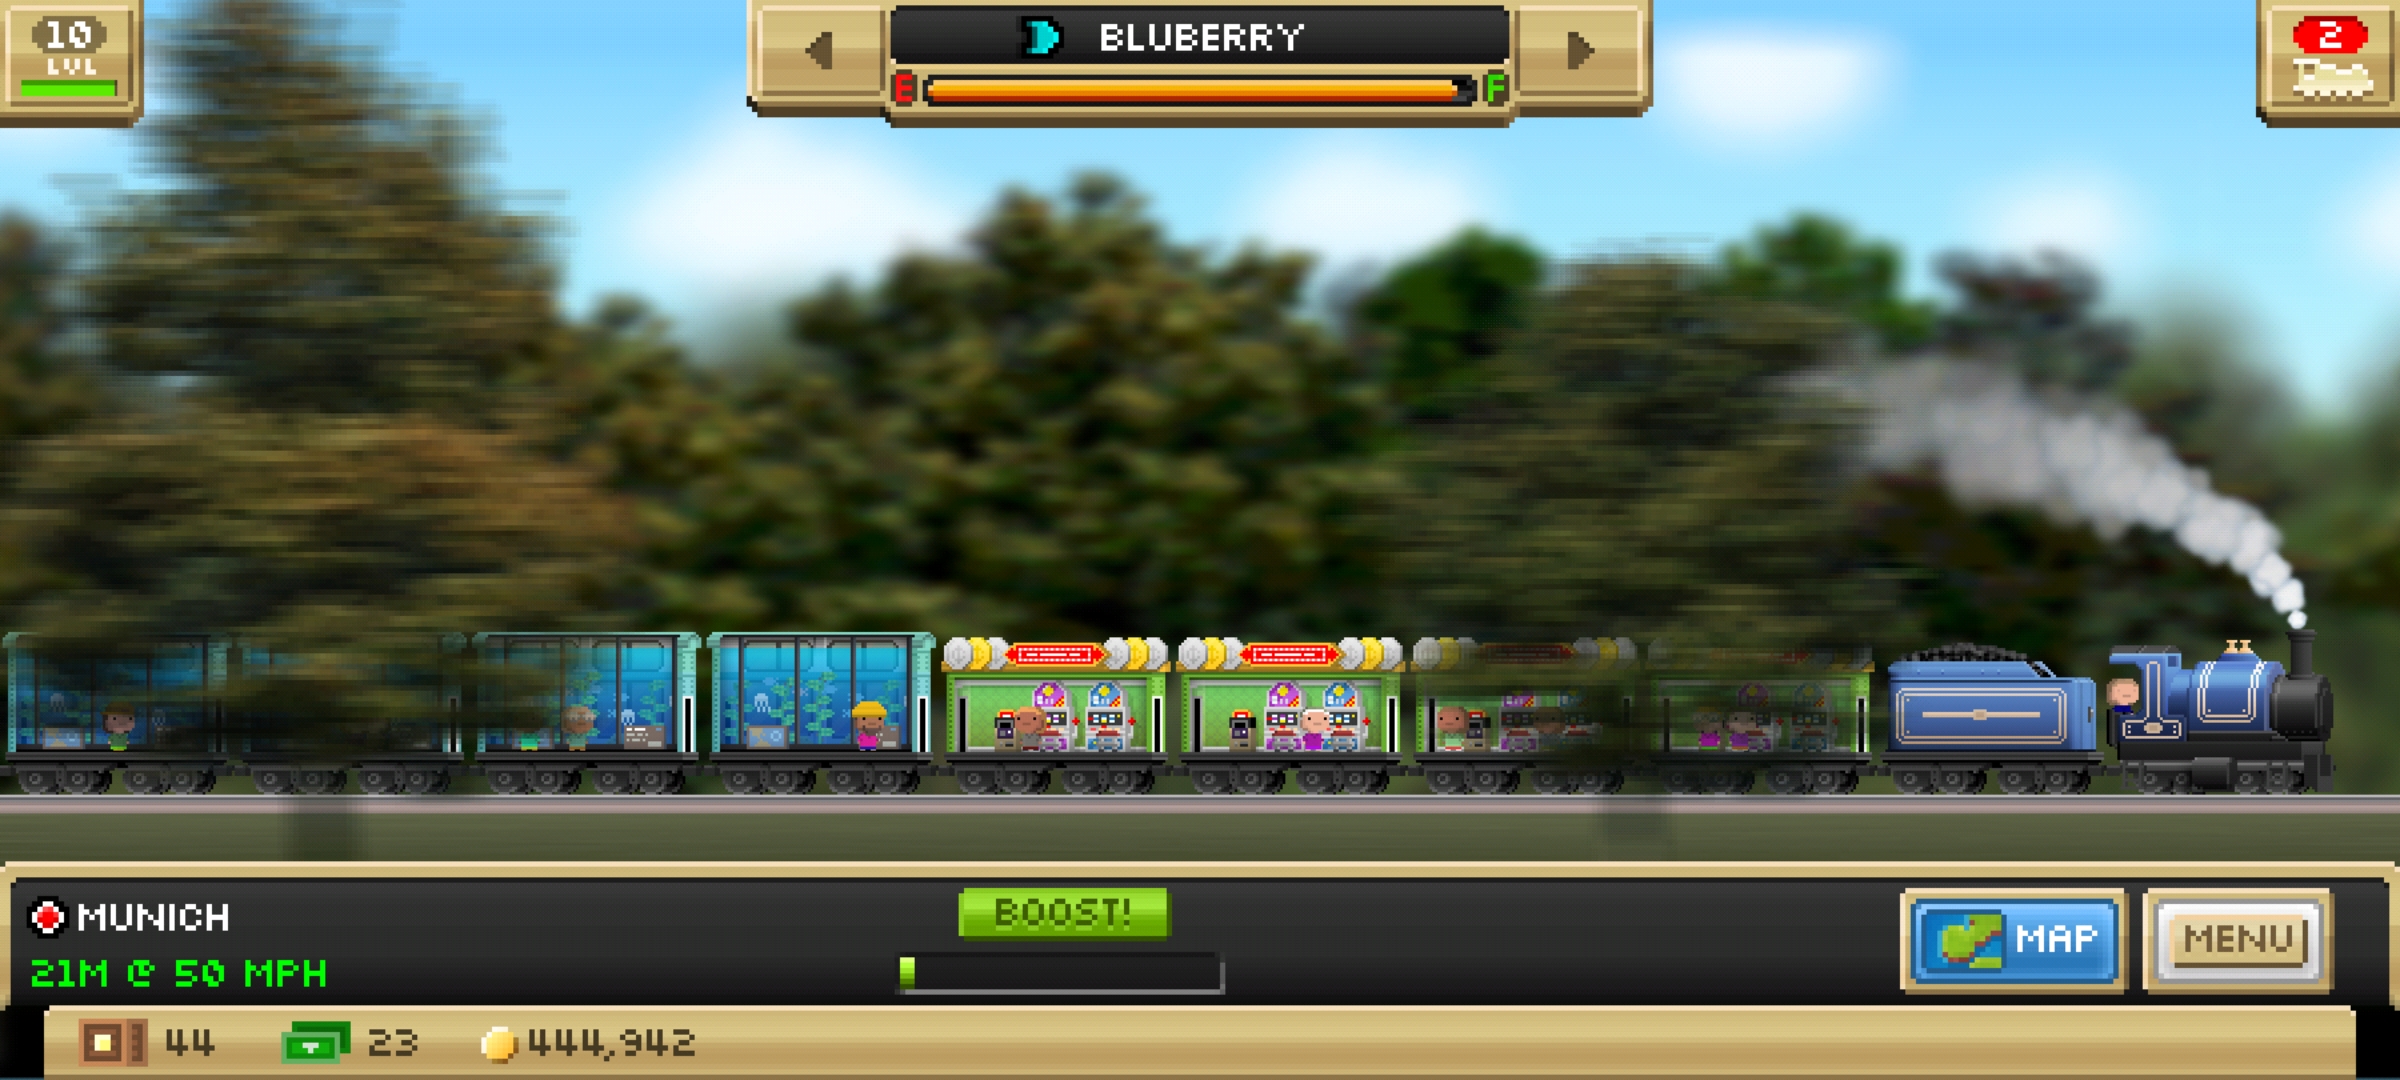 10
LVL
BLUBERRY
E F
2
MUNICH
21M @ 50 MPH
BOOST!
MAP
MENU
44
23
444,942